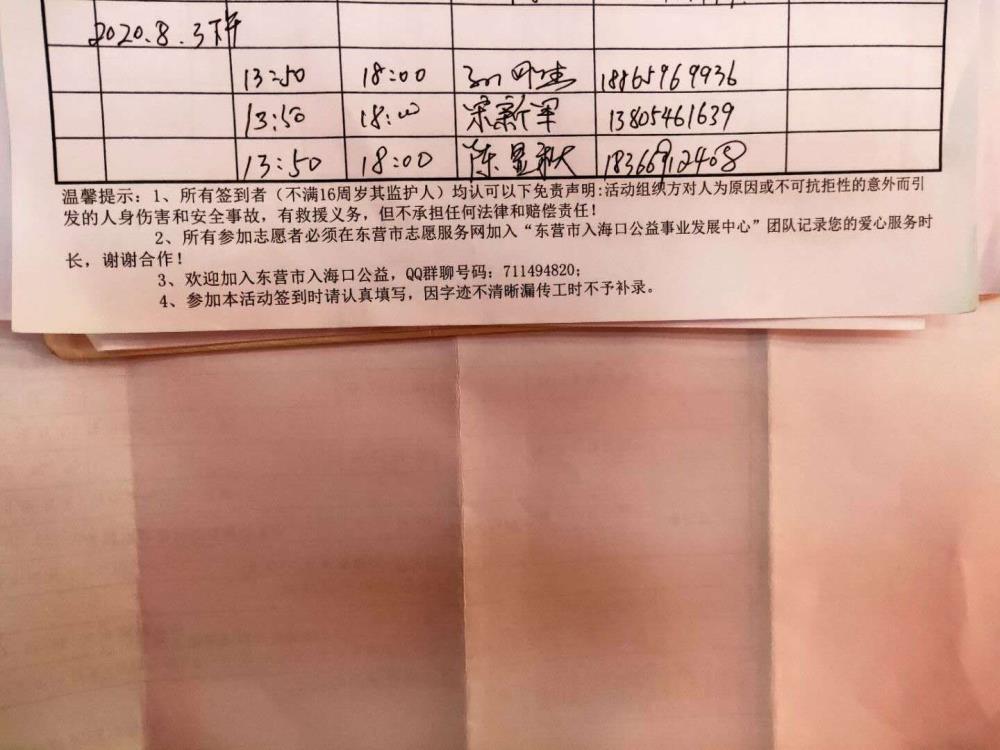 2020.8.3下午
13:50 18:00 18865969936
13:50 18:00 宋新军 13805461639
13:50 18:00 陈显秋 18366912408
温馨提示：1、所有签到者（不满16周岁其监护人）均认可以下免责声明:活动组织方对人为原因或不可抗拒性的意外而引
发的人身伤害和安全事故，有救援义务，但不承担任何法律和赔偿责任！
2、所有参加志愿者必须在东营市志愿服务网加入“东营市入海口公益事业发展中心”团队记录您的爱心服务时
长，谢谢合作！
3、欢迎加入东营市入海口公益，QQ群聊号码：711494820；
4、参加本活动签到时请认真填写，因字迹不清晰漏传工时不予补录。